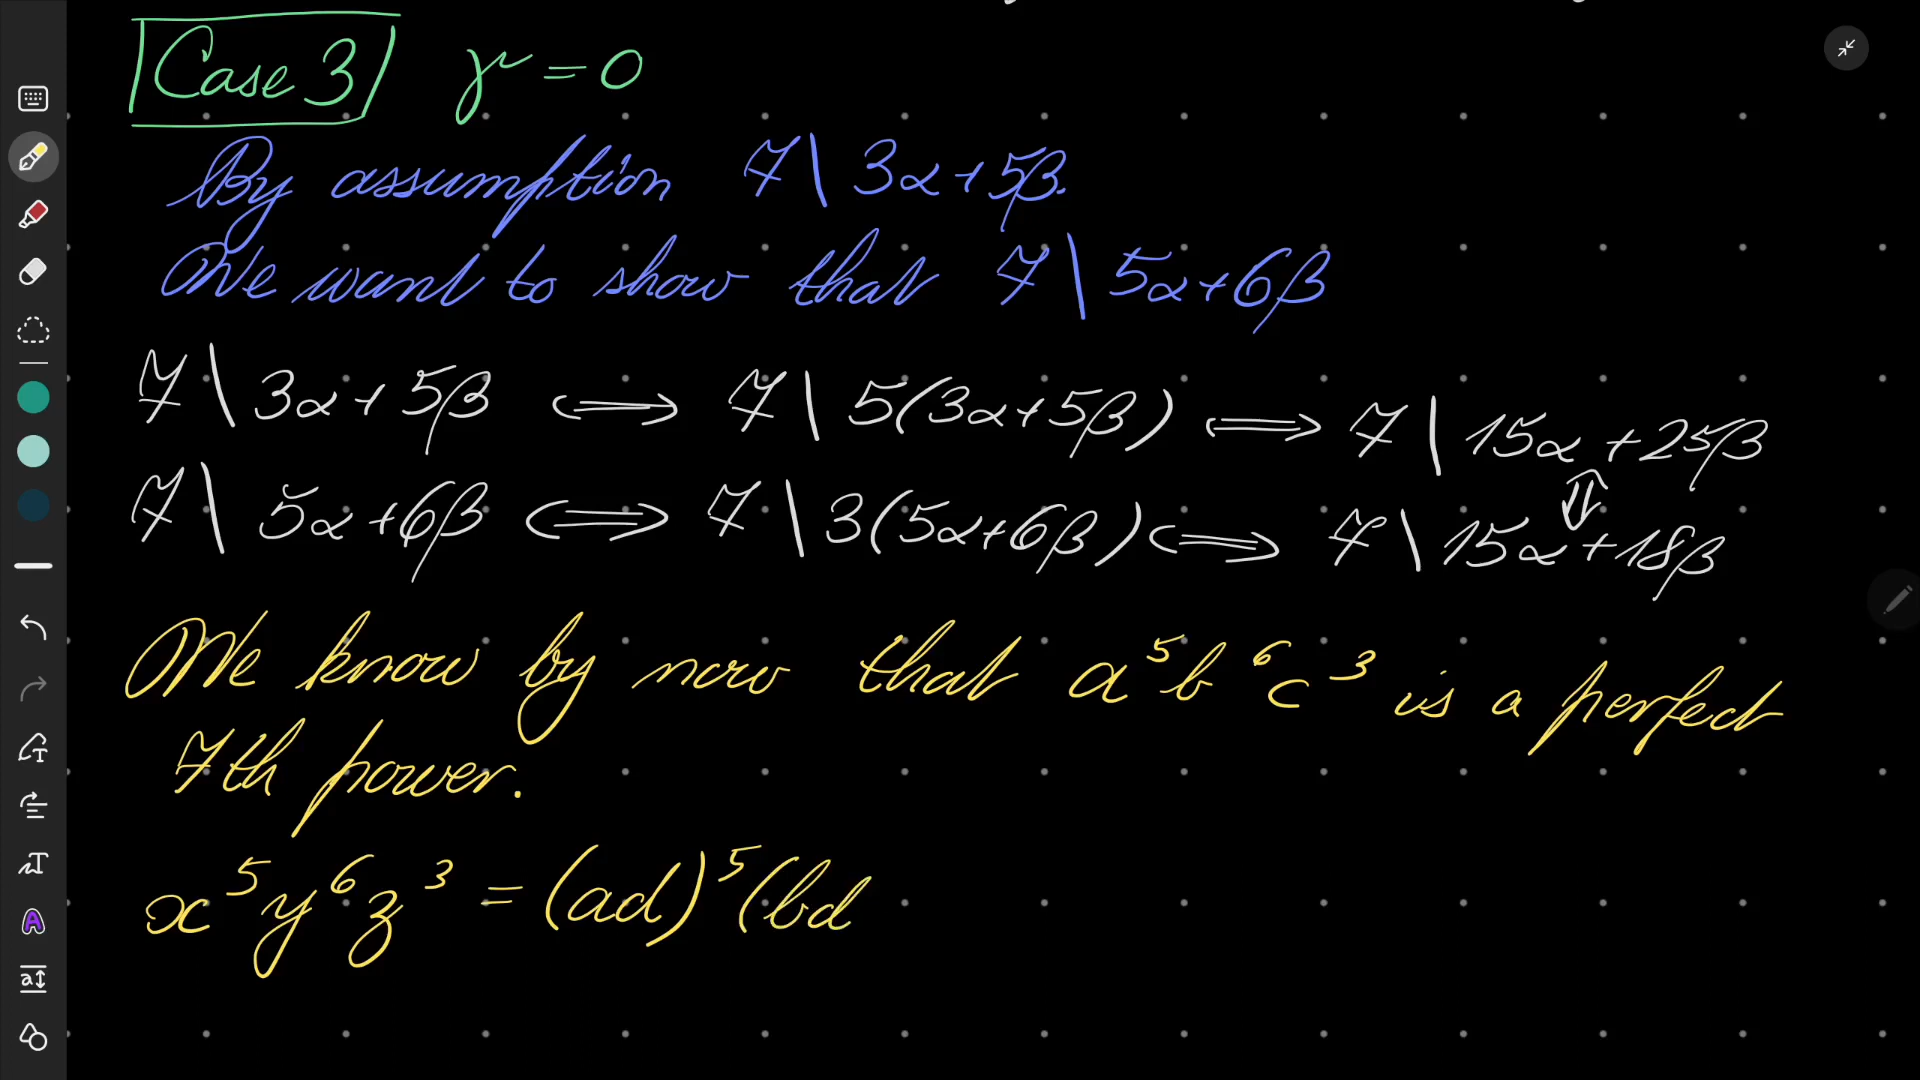 Case 3 γ = 0
By assumption 7 \ 3α + 5β.
We want to show that 7 \ 5α + 6β
7 \ 3α + 5β ⟺ 7 \ 5(3α + 5β) ⟺ 7 \ 15α + 25β
⇕
7 \ 5α + 6β ⟺ 7 \ 3(5α + 6β) ⟺ 7 \ 15α + 18β
We know by now that a⁵b⁶c³ is a perfect
7th power.
x⁵y⁶z³ = (ad)⁵(bd